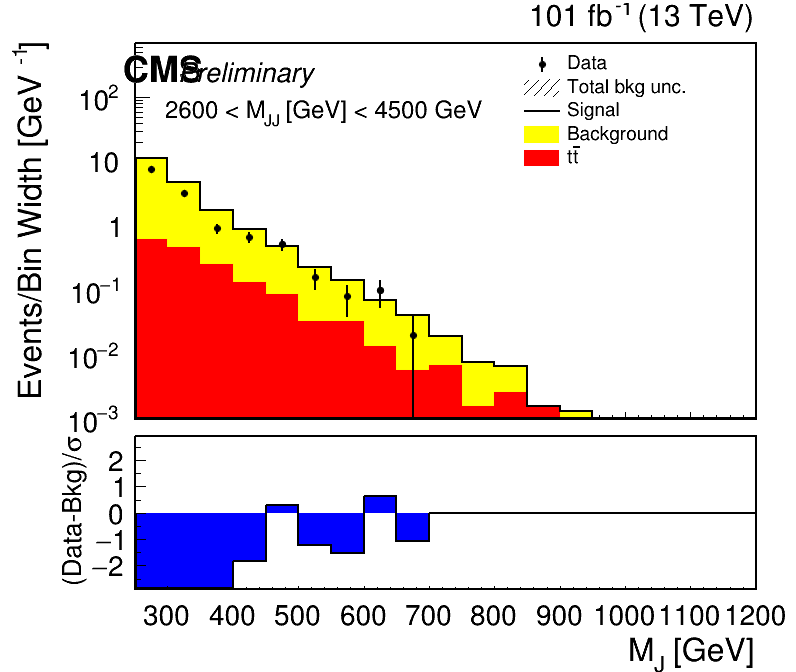 101 fb⁻¹ (13 TeV)
CMS Preliminary
2600 < M_JJ [GeV] < 4500 GeV
Data
Total bkg unc.
Signal
Background
tt̄
Events/Bin Width [GeV⁻¹]
10²
10
1
10⁻¹
10⁻²
10⁻³
(Data-Bkg)/σ
2
1
0
−1
−2
300 400 500 600 700 800 900 1000 1100 1200
M_J [GeV]